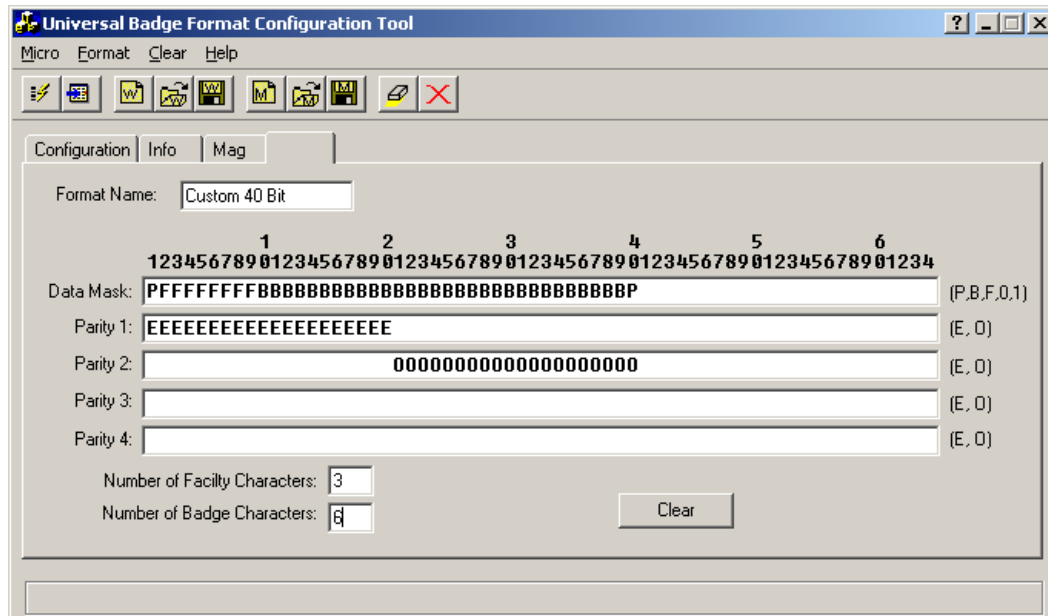 Universal Badge Format Configuration Tool
Micro Format Clear Help
W W W M M M
Configuration Info Mag
Format Name: Custom 40 Bit
1 2 3 4 5 6
1234567890123456789012345678901234567890123456789012345678901234
Data Mask: PFFFFFFFFBBBBBBBBBBBBBBBBBBBBBBBBBBBBBBP (P,B,F,0,1)
Parity 1: EEEEEEEEEEEEEEEEEEEE (E, O)
Parity 2: OOOOOOOOOOOOOOOOOOOO (E, O)
Parity 3: (E, O)
Parity 4: (E, O)
Number of Facilty Characters: 3
Number of Badge Characters: 6
Clear